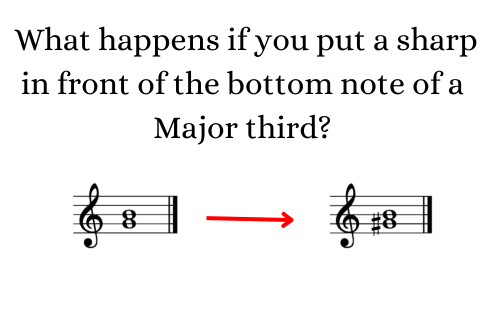 What happens if you put a sharp
in front of the bottom note of a
Major third?